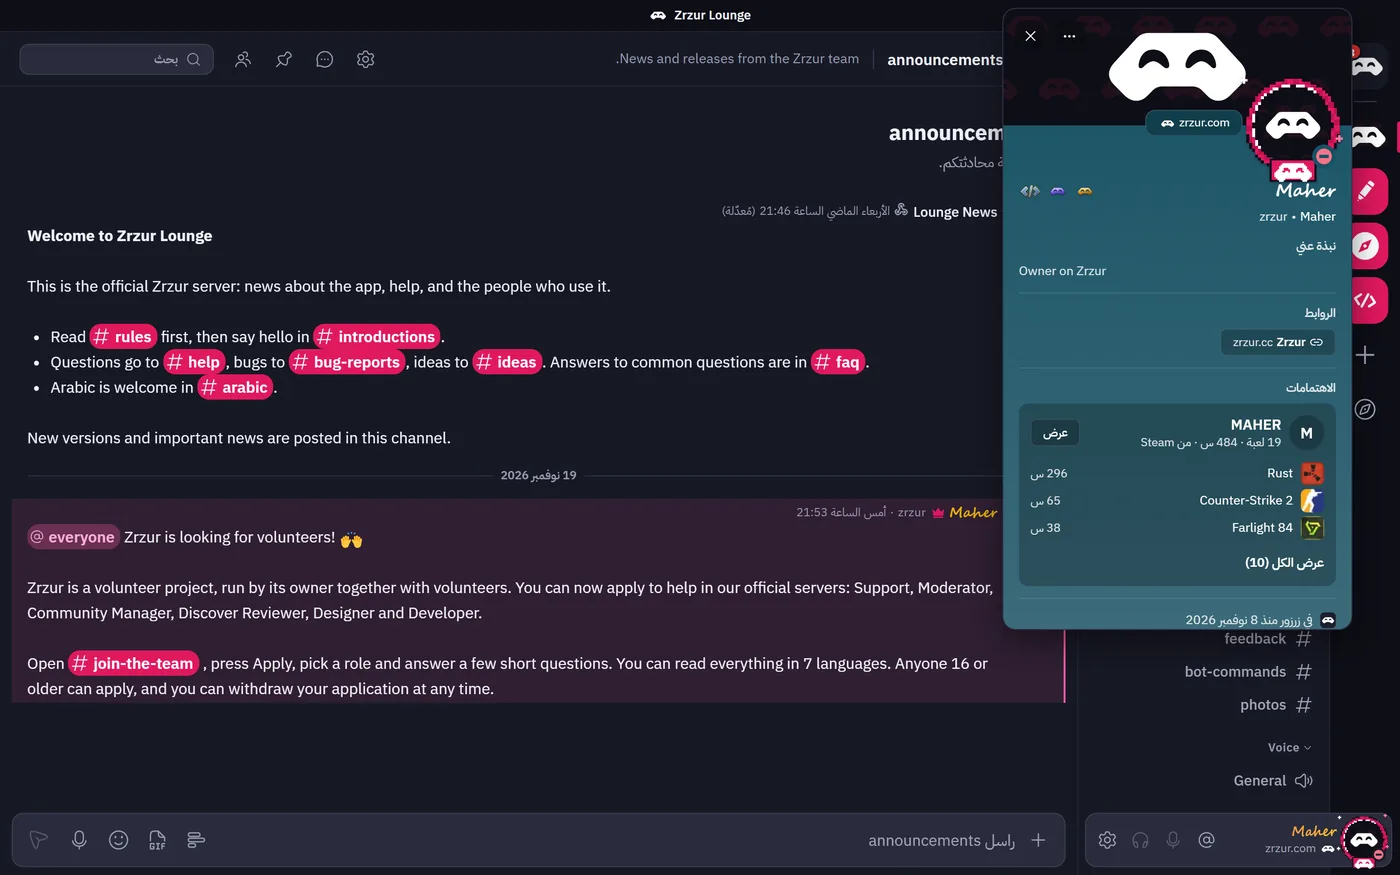 Zrzur Lounge
بحث
News and releases from the Zrzur team.
announcements
announcem
محادثتكم.
Lounge News الأربعاء الماضي الساعة 21:46 (مُعدّلة)
Welcome to Zrzur Lounge
This is the official Zrzur server: news about the app, help, and the people who use it.
• Read # rules first, then say hello in # introductions.
• Questions go to # help, bugs to # bug-reports, ideas to # ideas. Answers to common questions are in # faq.
• Arabic is welcome in # arabic.
New versions and important news are posted in this channel.
19 نوفمبر 2026
Maher zrzur · أمس الساعة 21:53
@everyone Zrzur is looking for volunteers! 🙌
Zrzur is a volunteer project, run by its owner together with volunteers. You can now apply to help in our official servers: Support, Moderator,
Community Manager, Discover Reviewer, Designer and Developer.
Open # join-the-team , press Apply, pick a role and answer a few short questions. You can read everything in 7 languages. Anyone 16 or
older can apply, and you can withdraw your application at any time.
GIF
راسل announcements
zrzur.com
Maher
zrzur • Maher
نبذة عني
Owner on Zrzur
الروابط
zrzur.cc Zrzur
الاهتمامات
M
MAHER
19 لعبة · 484 س · من Steam
عرض
Rust
296 س
Counter-Strike 2
65 س
Farlight 84
38 س
عرض الكل (10)
في زرزور منذ 8 نوفمبر 2026
feedback
bot-commands
photos
Voice
General
Maher
zrzur.com